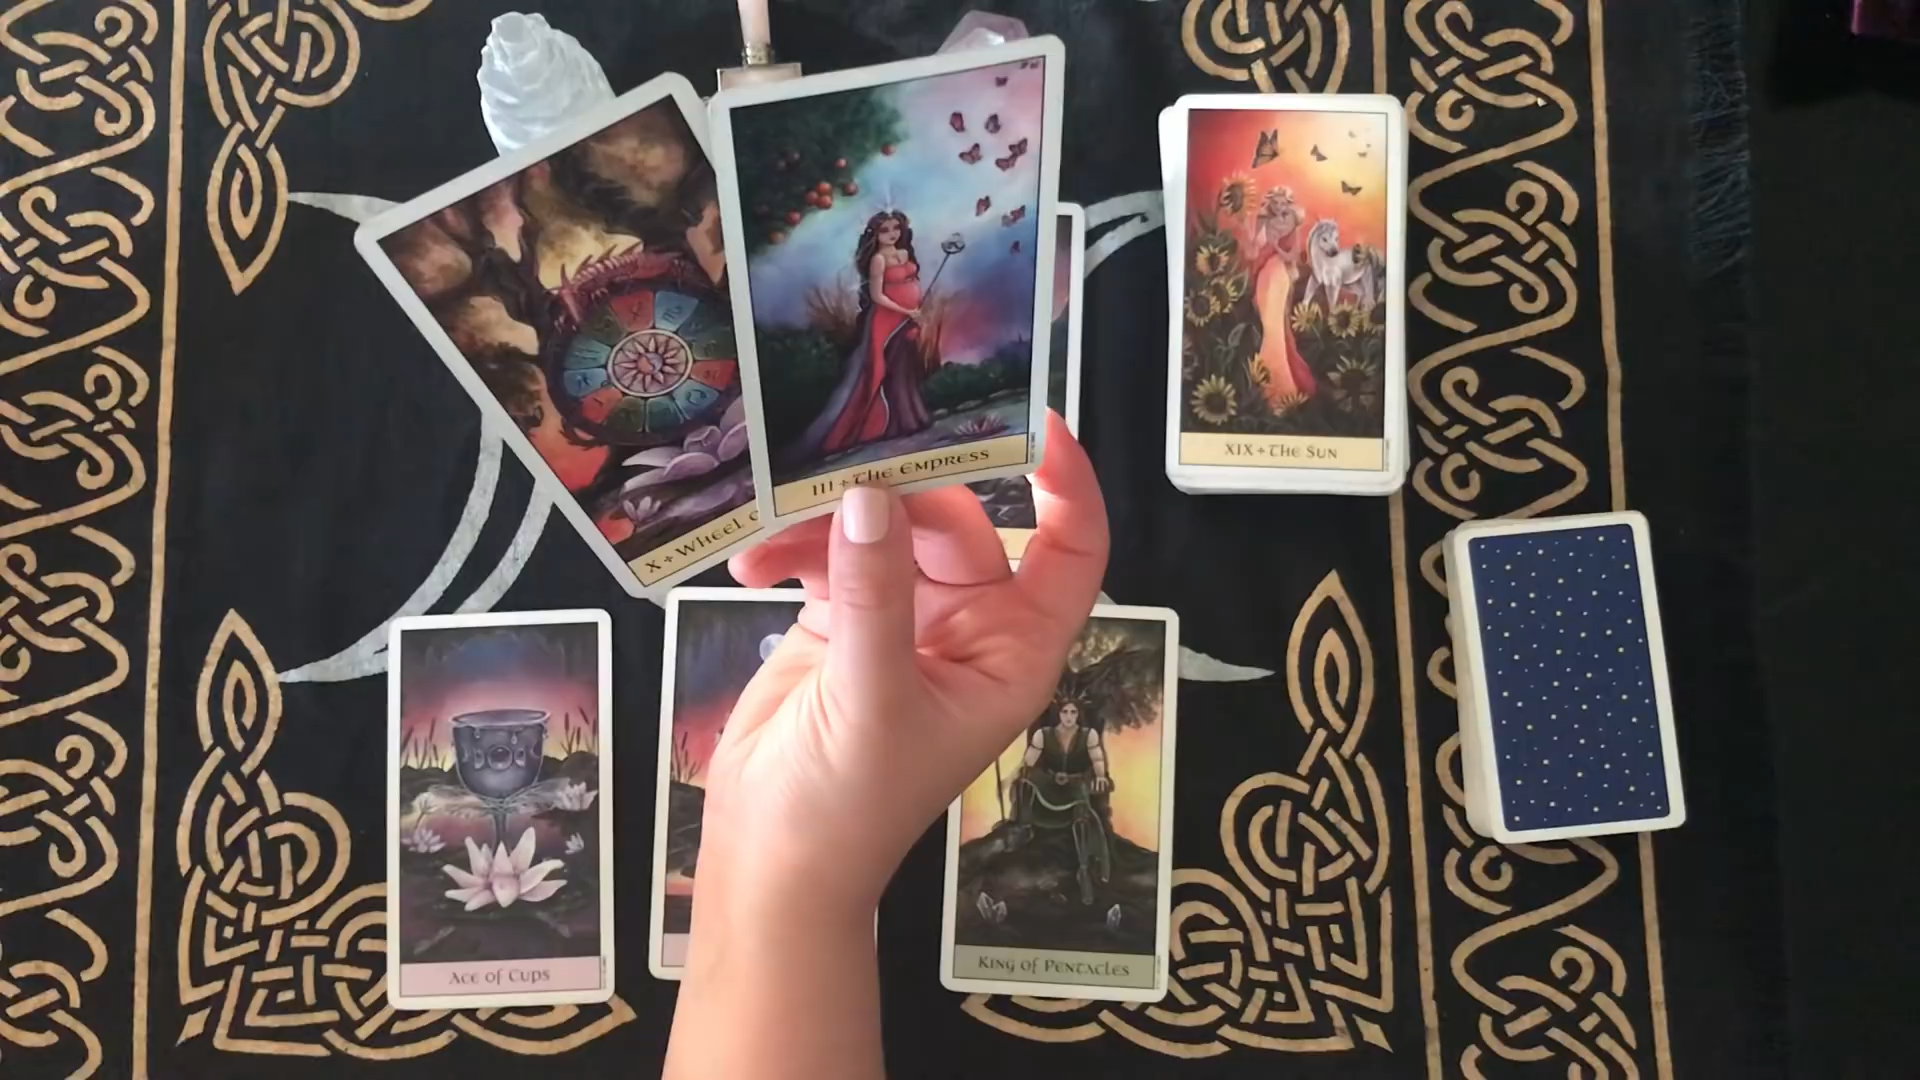 III + The Empress
X + Wheel
XIX + The Sun
Ace of Cups
King of Pentacles